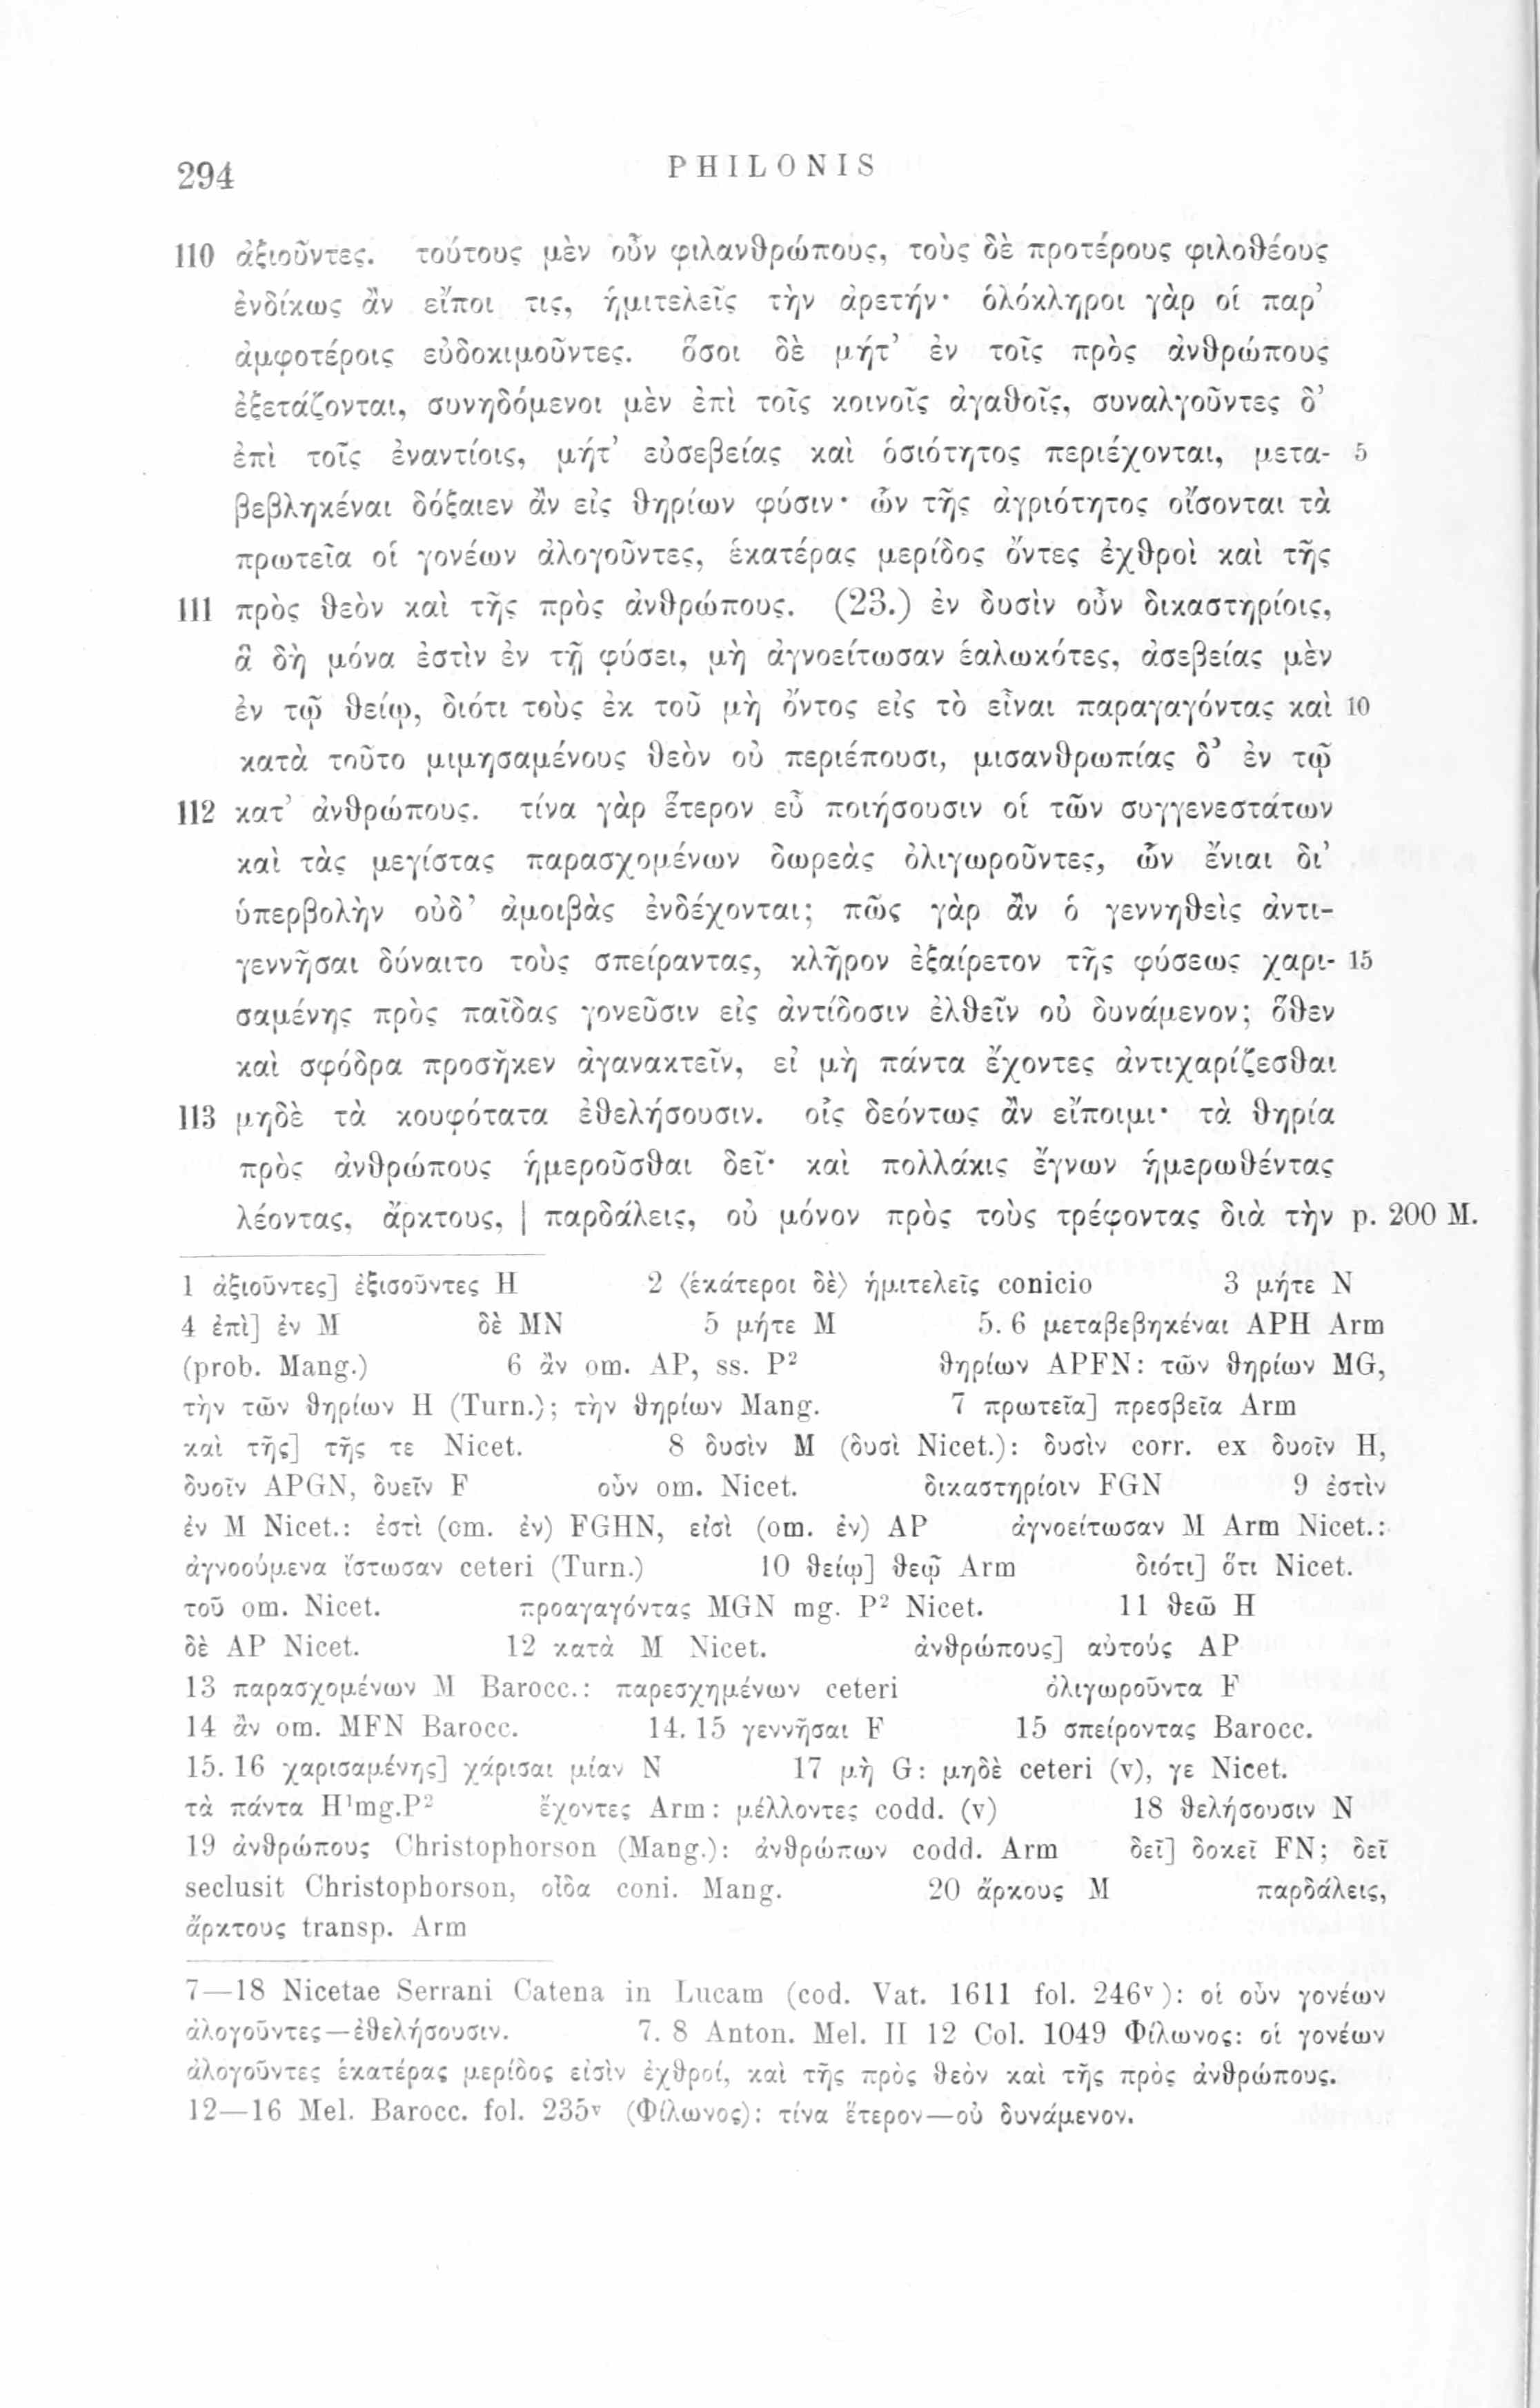 294 PHILONIS
110 ἀξιοῦντες. τούτους μὲν οὖν φιλανθρώπους, τοὺς δὲ προτέρους φιλοθέους
ἐνδίκως ἂν εἴποι τις, ἡμιτελεῖς τὴν ἀρετήν· ὁλόκληροι γὰρ οἱ παρ’
ἀμφοτέροις εὐδοκιμοῦντες. ὅσοι δὲ μήτ’ ἐν τοῖς πρὸς ἀνθρώπους
ἐξετάζονται, συνηδόμενοι μὲν ἐπὶ τοῖς κοινοῖς ἀγαθοῖς, συναλγοῦντες δ’
ἐπὶ τοῖς ἐναντίοις, μήτ’ εὐσεβείας καὶ ὁσιότητος περιέχονται, μετα- 5
βεβληκέναι δόξαιεν ἂν εἰς θηρίων φύσιν· ὧν τῆς ἀγριότητος οἴσονται τὰ
πρωτεῖα οἱ γονέων ἀλογοῦντες, ἑκατέρας μερίδος ὄντες ἐχθροὶ καὶ τῆς
111 πρὸς θεὸν καὶ τῆς πρὸς ἀνθρώπους. (23.) ἐν δυσὶν οὖν δικαστηρίοις,
ἃ δὴ μόνα ἐστὶν ἐν τῇ φύσει, μὴ ἀγνοείτωσαν ἑαλωκότες, ἀσεβείας μὲν
ἐν τῷ θείῳ, διότι τοὺς ἐκ τοῦ μὴ ὄντος εἰς τὸ εἶναι παραγαγόντας καὶ 10
κατὰ τοῦτο μιμησαμένους θεὸν οὐ περιέπουσι, μισανθρωπίας δ’ ἐν τῷ
112 κατ’ ἀνθρώπους. τίνα γὰρ ἕτερον εὖ ποιήσουσιν οἱ τῶν συγγενεστάτων
καὶ τὰς μεγίστας παρασχομένων δωρεὰς ὀλιγωροῦντες, ὧν ἔνιαι δι’
ὑπερβολὴν οὐδ’ ἀμοιβὰς ἐνδέχονται; πῶς γὰρ ἂν ὁ γεννηθεὶς ἀντι-
γεννῆσαι δύναιτο τοὺς σπείραντας, κλῆρον ἐξαίρετον τῆς φύσεως χαρι- 15
σαμένης πρὸς παῖδας γονεῦσιν εἰς ἀντίδοσιν ἐλθεῖν οὐ δυνάμενον; ὅθεν
καὶ σφόδρα προσῆκεν ἀγανακτεῖν, εἰ μὴ πάντα ἔχοντες ἀντιχαρίζεσθαι
113 μηδὲ τὰ κουφότατα ἐθελήσουσιν. οἷς δεόντως ἂν εἴποιμι· τὰ θηρία
πρὸς ἀνθρώπους ἡμεροῦσθαι δεῖ· καὶ πολλάκις ἔγνων ἡμερωθέντας
λέοντας, ἄρκτους, | παρδάλεις, οὐ μόνον πρὸς τοὺς τρέφοντας διὰ τὴν p. 200 M.
1 ἀξιοῦντες] ἐξισοῦντες H 2 ⟨ἑκάτεροι δὲ⟩ ἡμιτελεῖς conicio 3 μήτε N
4 ἐπὶ] ἐν M δὲ MN 5 μήτε M 5. 6 μεταβεβηκέναι APH Arm
(prob. Mang.) 6 ἂν om. AP, ss. P² θηρίων APFN: τῶν θηρίων MG,
τὴν τῶν θηρίων H (Turn.); τὴν θηρίων Mang. 7 πρωτεῖα] πρεσβεῖα Arm
καὶ τῆς] τῆς τε Nicet. 8 δυσὶν M (δυσὶ Nicet.): δυσὶν corr. ex δυοῖν H,
δυοῖν APGN, δυεῖν F οὖν om. Nicet. δικαστηρίοιν FGN 9 ἐστὶν
ἐν M Nicet.: ἐστὶ (om. ἐν) FGHN, εἰσὶ (om. ἐν) AP ἀγνοείτωσαν M Arm Nicet.:
ἀγνοούμενα ἴστωσαν ceteri (Turn.) 10 θείῳ] θεῷ Arm διότι] ὅτι Nicet.
τοῦ om. Nicet. προαγαγόντας MGN mg. P² Nicet. 11 θεῶ H
δὲ AP Nicet. 12 κατὰ M Nicet. ἀνθρώπους] αὐτούς AP
13 παρασχομένων M Barocc.: παρεσχημένων ceteri ὀλιγωροῦντα F
14 ἂν om. MFN Barocc. 14. 15 γεννῆσαι F 15 σπείροντας Barocc.
15. 16 χαρισαμένης] χάρισαι μίαν N 17 μὴ G: μηδὲ ceteri (v), γε Nicet.
τὰ πάντα H¹mg.P² ἔχοντες Arm: μέλλοντες codd. (v) 18 θελήσουσιν N
19 ἀνθρώπους Christophorson (Mang.): ἀνθρώπων codd. Arm δεῖ] δοκεῖ FN; δεῖ
seclusit Christophorson, οἶδα coni. Mang. 20 ἄρκους M παρδάλεις,
ἄρκτους transp. Arm
7—18 Nicetae Serrani Catena in Lucam (cod. Vat. 1611 fol. 246ᵛ): οἱ οὖν γονέων
ἀλογοῦντες—ἐθελήσουσιν. 7. 8 Anton. Mel. II 12 Col. 1049 Φίλωνος: οἱ γονέων
ἀλογοῦντες ἑκατέρας μερίδος εἰσὶν ἐχθροί, καὶ τῆς πρὸς θεὸν καὶ τῆς πρὸς ἀνθρώπους.
12—16 Mel. Barocc. fol. 235ᵛ (Φίλωνος): τίνα ἕτερον—οὐ δυνάμενον.